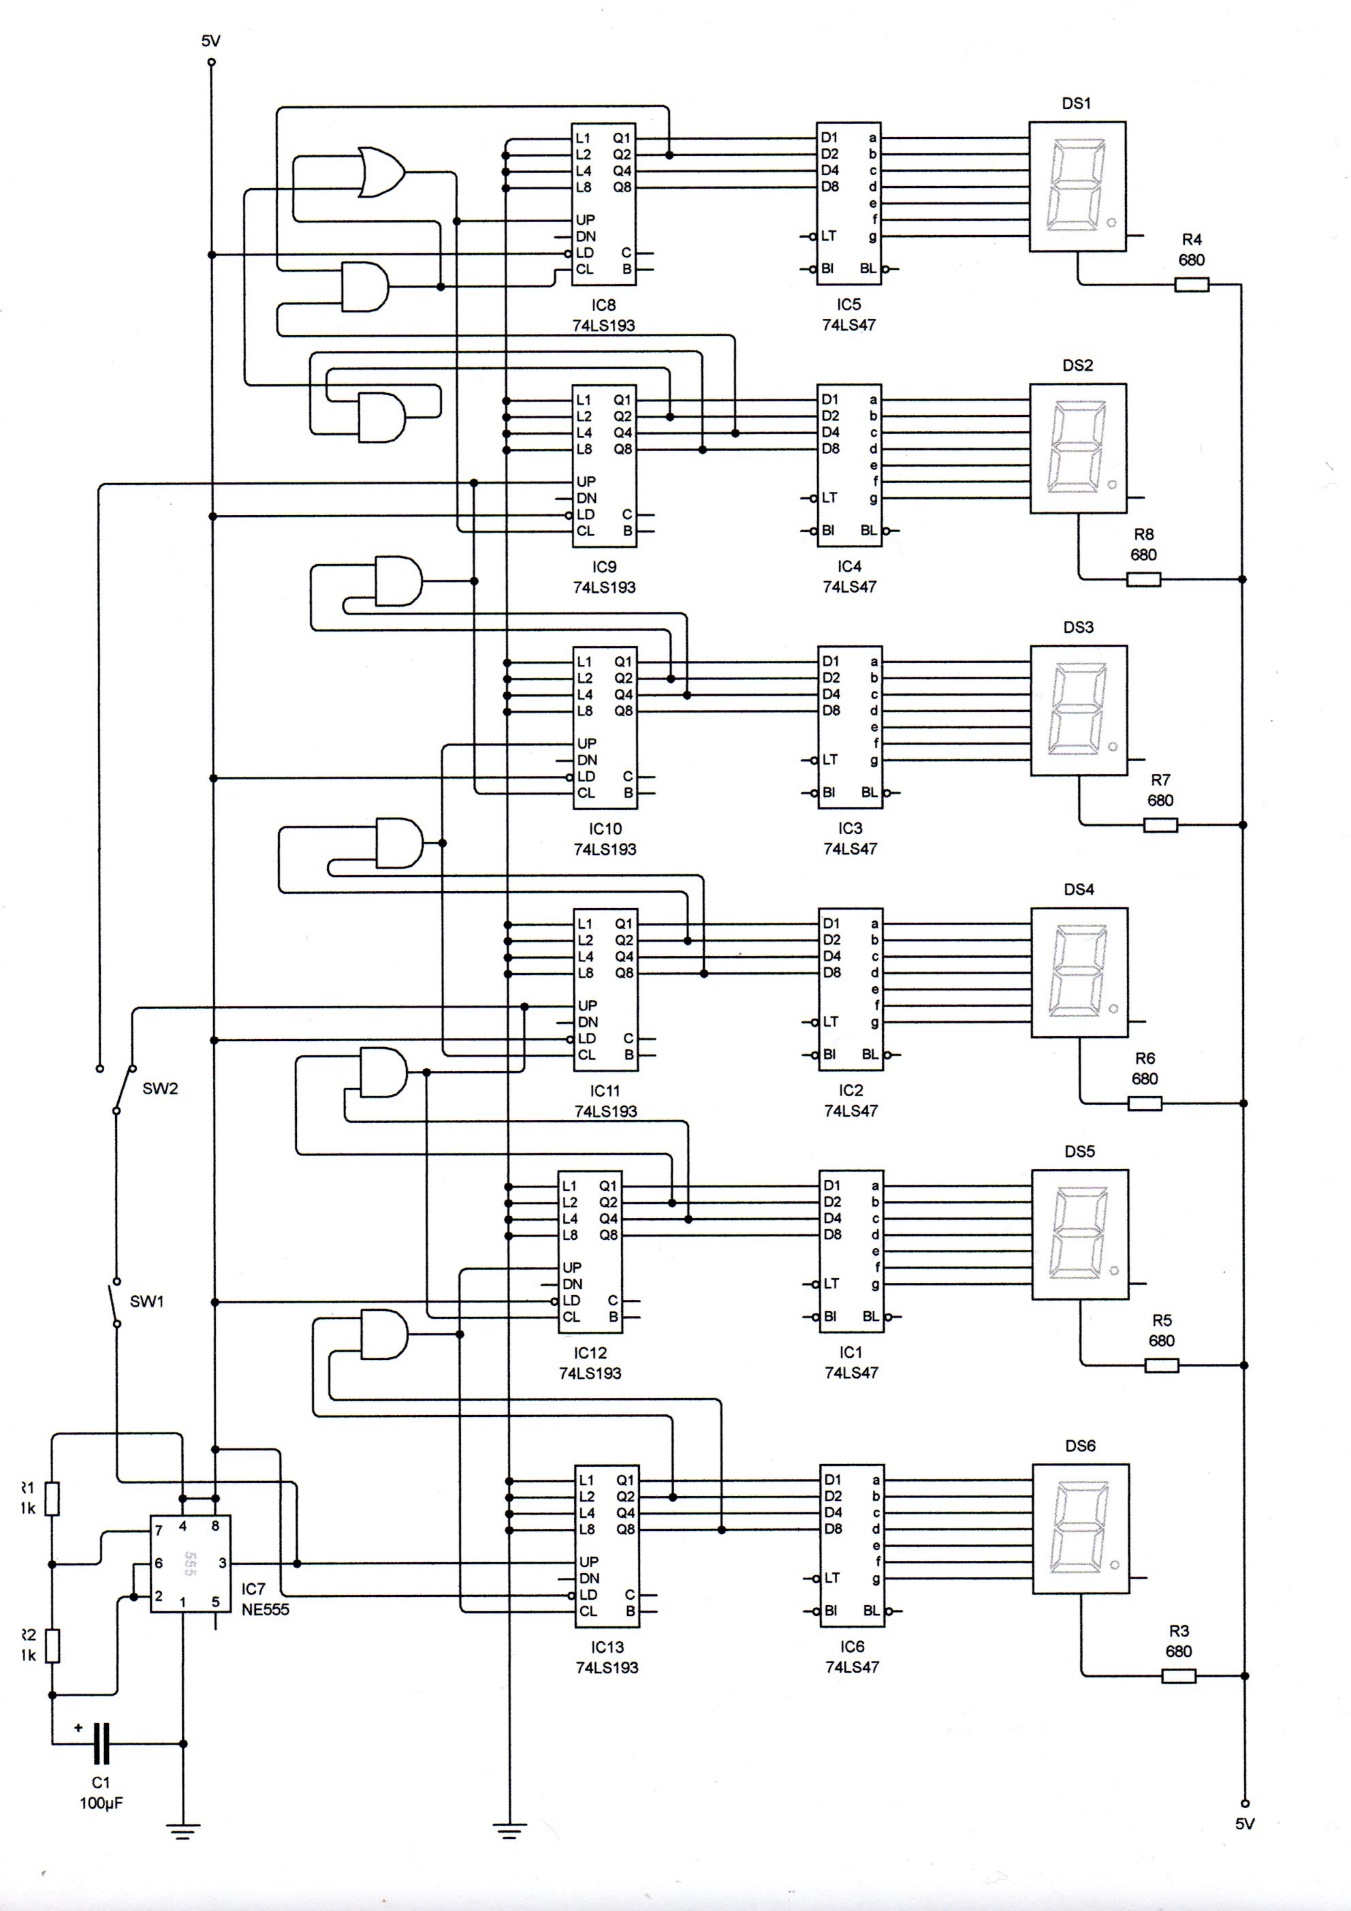 5V
DS1
L1 Q1 D1 a
L2 Q2 D2 b
L4 Q4 D4 c
L8 Q8 D8 d
e
UP f
DN LT g
LD C
CL B BI BL
R4
680
IC8 IC5
74LS193 74LS47
DS2
L1 Q1 D1 a
L2 Q2 D2 b
L4 Q4 D4 c
L8 Q8 D8 d
e
UP f
DN LT g
LD C
CL B BI BL
R8
680
IC9 IC4
74LS193 74LS47
DS3
L1 Q1 D1 a
L2 Q2 D2 b
L4 Q4 D4 c
L8 Q8 D8 d
e
UP f
DN LT g
LD C
CL B BI BL
R7
680
IC10 IC3
74LS193 74LS47
DS4
L1 Q1 D1 a
L2 Q2 D2 b
L4 Q4 D4 c
L8 Q8 D8 d
e
UP f
DN LT g
LD C
CL B BI BL
SW2
R6
680
IC11 IC2
74LS193 74LS47
DS5
L1 Q1 D1 a
L2 Q2 D2 b
L4 Q4 D4 c
L8 Q8 D8 d
e
UP f
DN LT g
LD C
CL B BI BL
SW1
R5
680
IC12 IC1
74LS193 74LS47
DS6
L1 Q1 D1 a
L2 Q2 D2 b
L4 Q4 D4 c
L8 Q8 D8 d
e
UP f
DN LT g
LD C
CL B BI BL
R1
1k
4 8
7
6 555 3
2
1 5
IC7
NE555
R2
1k
R3
680
IC13 IC6
74LS193 74LS47
+
C1
100µF
5V